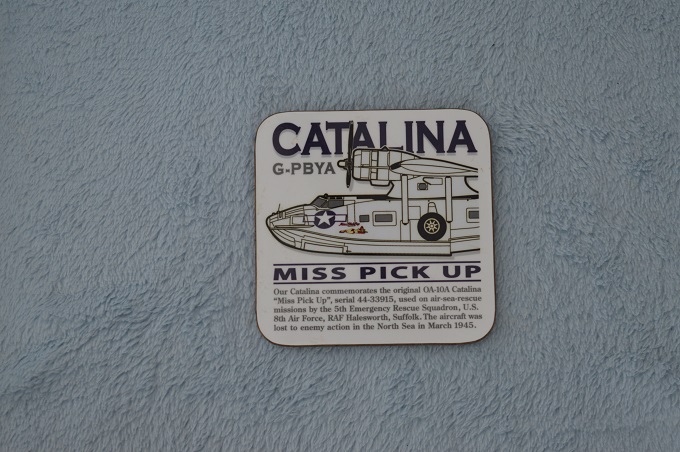 CATALINA
G-PBYA
MISS PICK UP
Our Catalina commemorates the original OA-10A Catalina
"Miss Pick Up", serial 44-33915, used on air-sea-rescue
missions by the 5th Emergency Rescue Squadron, U.S.
8th Air Force, RAF Halesworth, Suffolk. The aircraft was
lost to enemy action in the North Sea in March 1945.